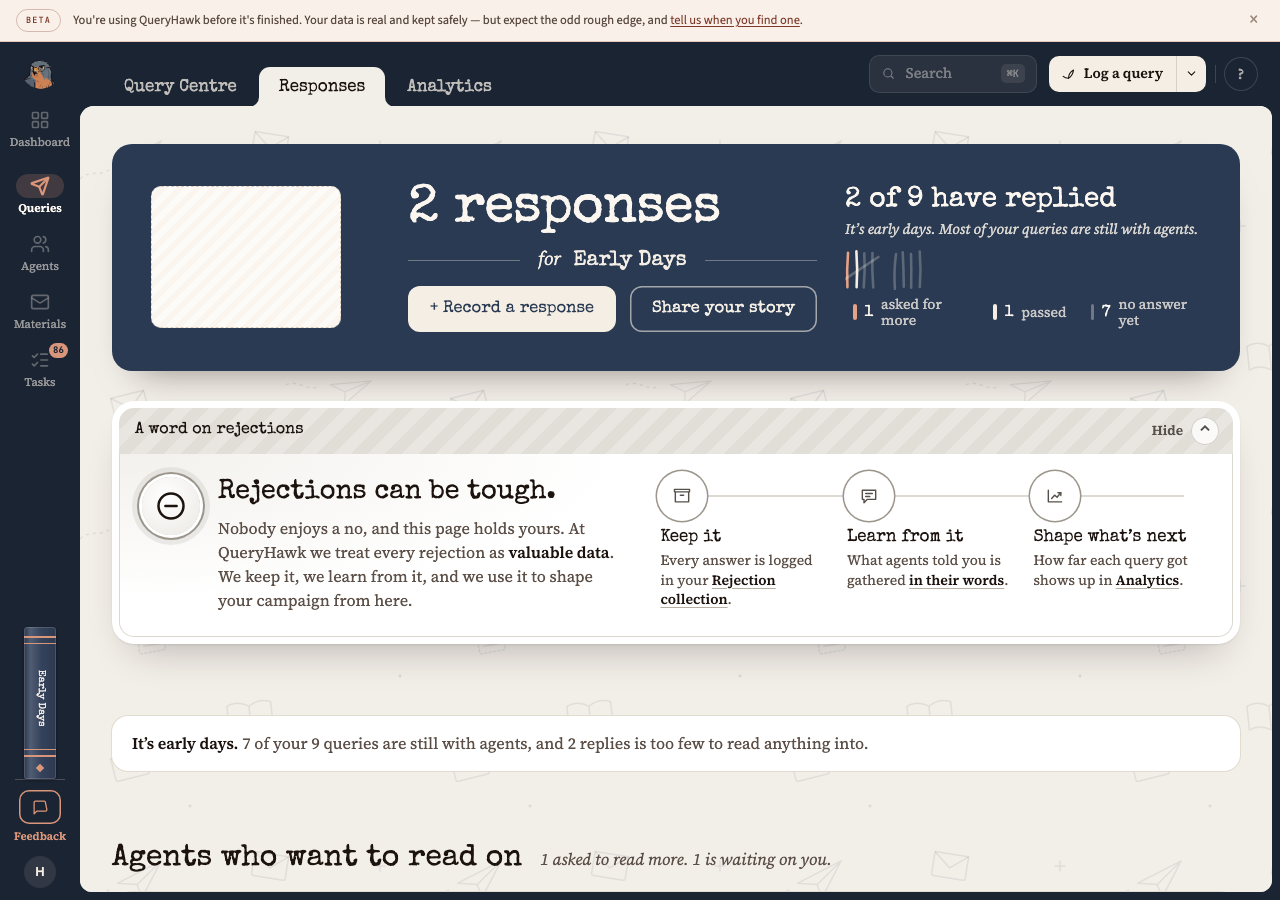 BETA
You're using QueryHawk before it's finished. Your data is real and kept safely — but expect the odd rough edge, and tell us when you find one.
×
Query Centre
Responses
Analytics
Search
⌘K
Log a query
?
Dashboard
Queries
Agents
Materials
86
Tasks
Early Days
Feedback
H
2 responses
for Early Days
+ Record a response
Share your story
2 of 9 have replied
It's early days. Most of your queries are still with agents.
1 asked for
more
1 passed
7 no answer
yet
A word on rejections
Hide
Rejections can be tough.
Nobody enjoys a no, and this page holds yours. At
QueryHawk we treat every rejection as valuable data.
We keep it, we learn from it, and we use it to shape
your campaign from here.
Keep it
Every answer is logged
in your Rejection
collection.
Learn from it
What agents told you is
gathered in their words.
Shape what's next
How far each query got
shows up in Analytics.
It's early days. 7 of your 9 queries are still with agents, and 2 replies is too few to read anything into.
Agents who want to read on
1 asked to read more. 1 is waiting on you.